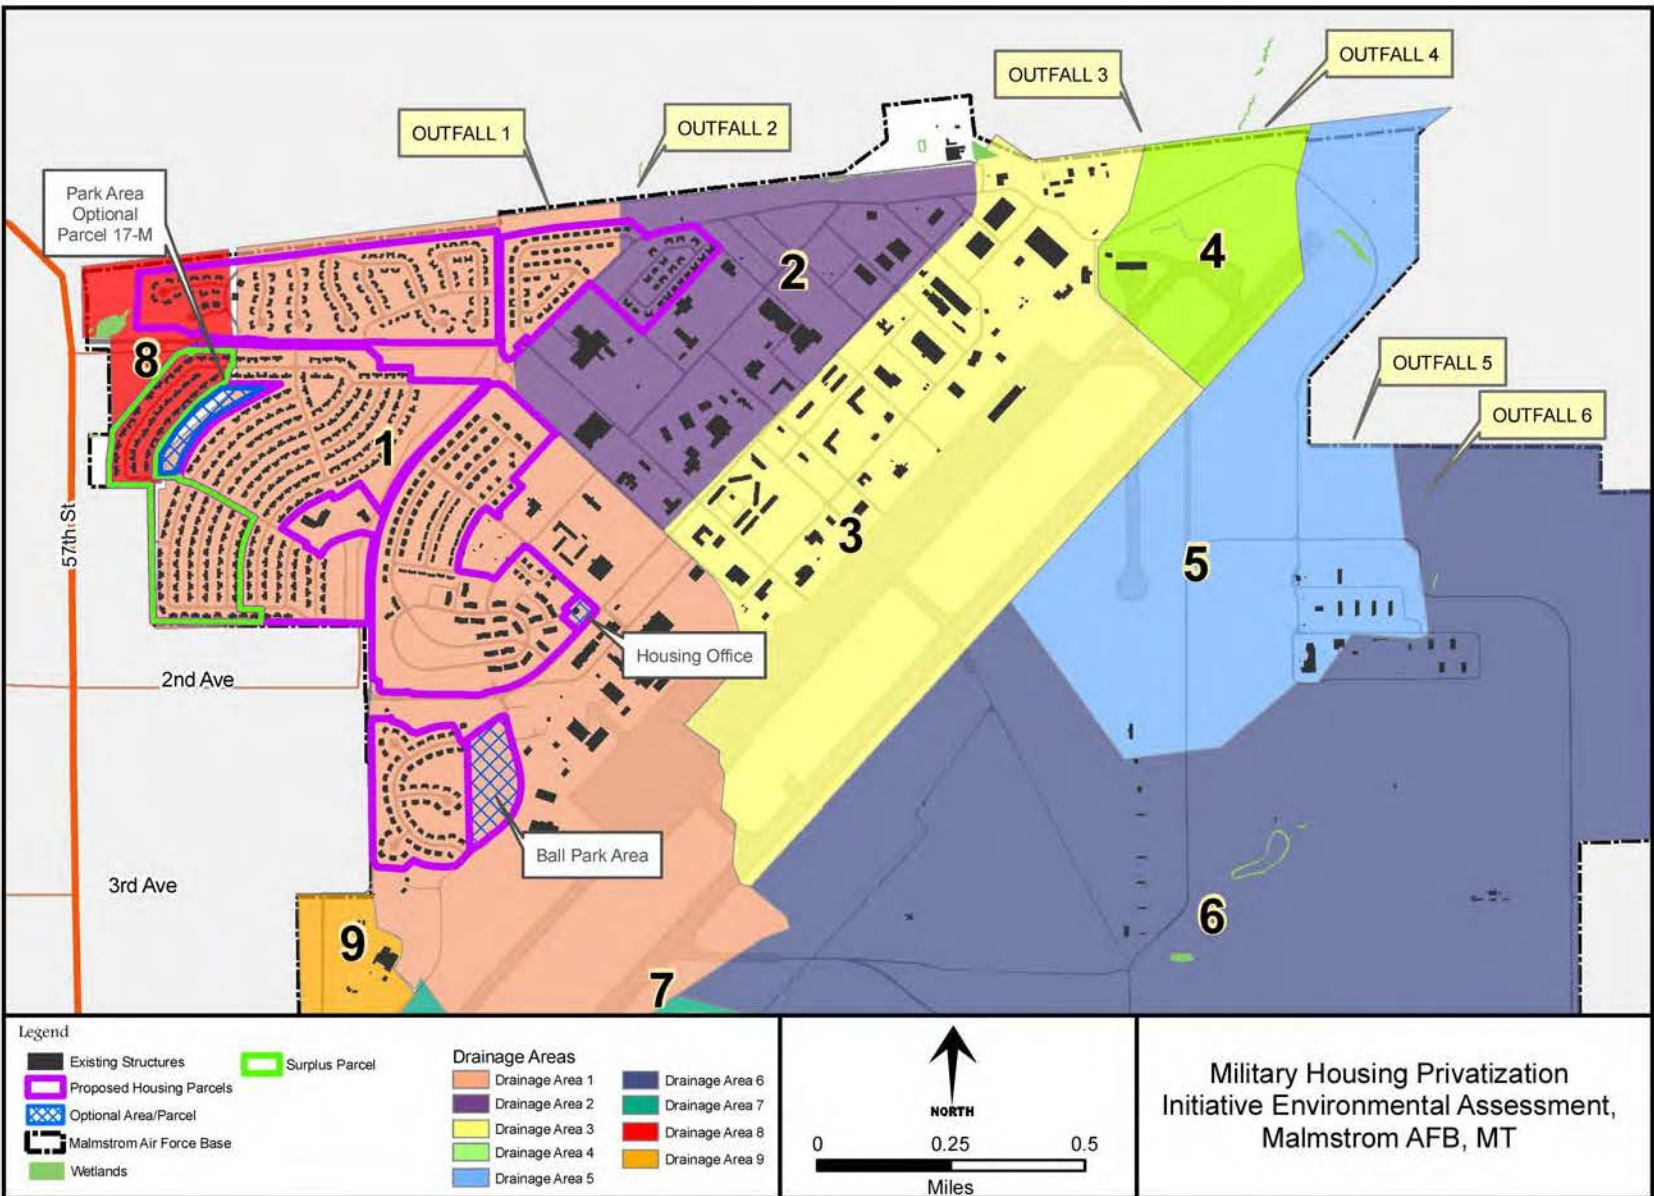 OUTFALL 4
OUTFALL 3
OUTFALL 2
OUTFALL 1
Park Area
Optional
Parcel 17-M
2
4
8
OUTFALL 5
OUTFALL 6
1
3
5
57th St
Housing Office
2nd Ave
Ball Park Area
3rd Ave
6
9
7
Legend
Existing Structures
Proposed Housing Parcels
Optional Area/Parcel
Malmstrom Air Force Base
Wetlands
Surplus Parcel
Drainage Areas
Drainage Area 1
Drainage Area 2
Drainage Area 3
Drainage Area 4
Drainage Area 5
Drainage Area 6
Drainage Area 7
Drainage Area 8
Drainage Area 9
NORTH
0 0.25 0.5
Miles
Military Housing Privatization
Initiative Environmental Assessment,
Malmstrom AFB, MT